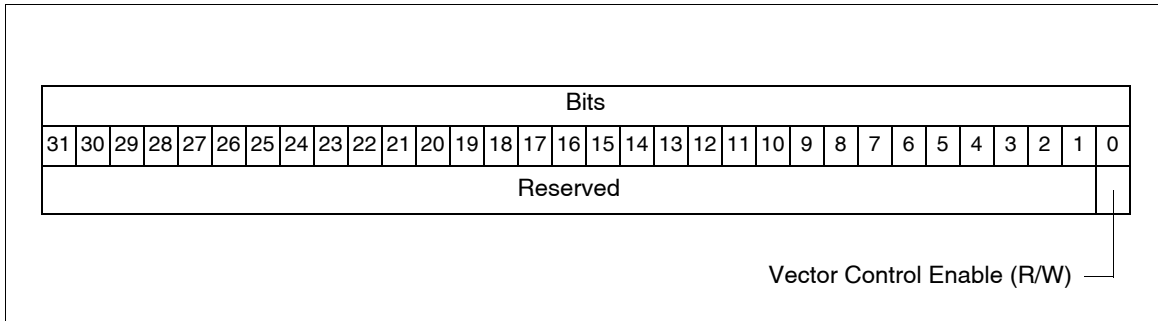 Bits
31 30 29 28 27 26 25 24 23 22 21 20 19 18 17 16 15 14 13 12 11 10 9 8 7 6 5 4 3 2 1 0
Reserved
Vector Control Enable (R/W)